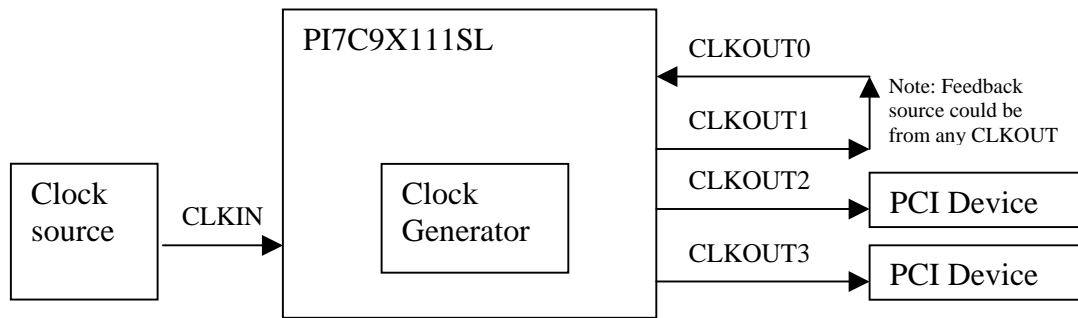 PI7C9X111SL
CLKOUT0
Note: Feedback
source could be
from any CLKOUT
CLKOUT1
Clock
source
CLKIN
Clock
Generator
CLKOUT2
PCI Device
CLKOUT3
PCI Device